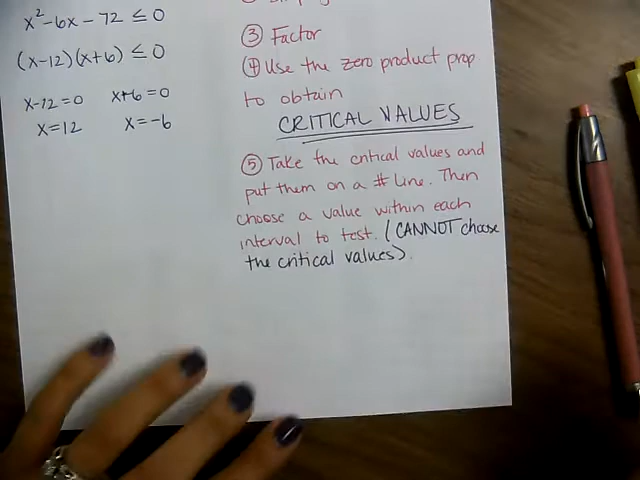 x² - 6x - 72 ≤ 0
(x-12)(x+6) ≤ 0
x-12=0 x+6=0
x=12 x=-6
③ Factor
④ Use the zero product prop
to obtain
CRITICAL VALUES
⑤ Take the critical values and
put them on a # line. Then
choose a value within each
interval to test. (CANNOT choose
the critical values).